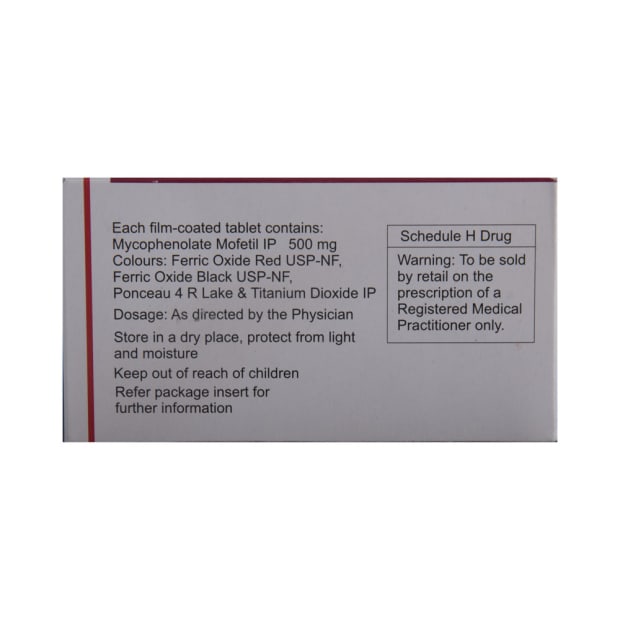 Each film-coated tablet contains:
Mycophenolate Mofetil IP 500 mg
Colours: Ferric Oxide Red USP-NF,
Ferric Oxide Black USP-NF,
Ponceau 4 R Lake & Titanium Dioxide IP
Dosage: As directed by the Physician
Store in a dry place, protect from light
and moisture
Keep out of reach of children
Refer package insert for
further information
Schedule H Drug
Warning: To be sold
by retail on the
prescription of a
Registered Medical
Practitioner only.